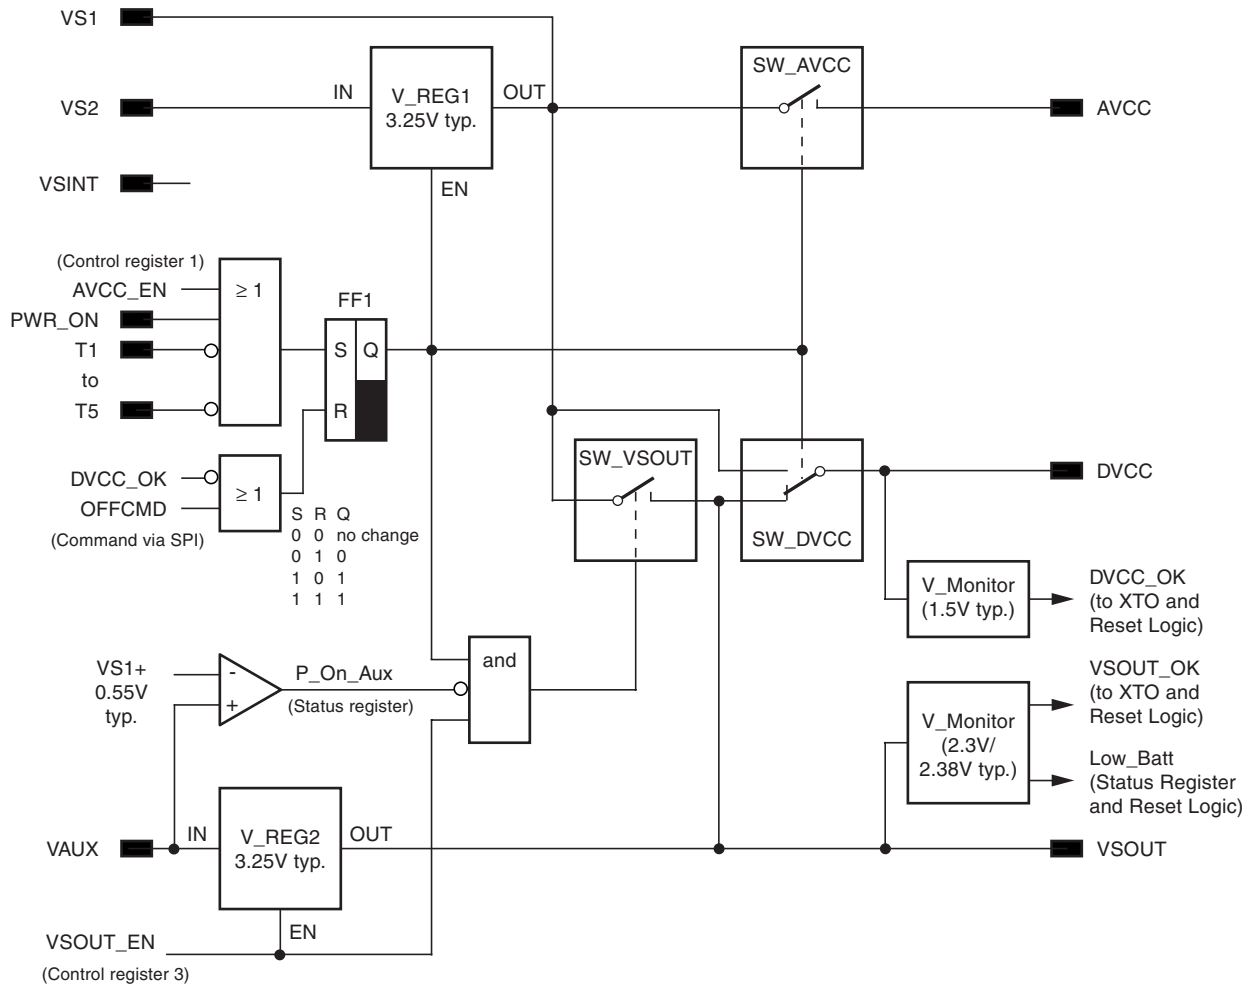 VS1
SW_AVCC
IN
V_REG1
3.25V typ.
OUT
VS2
AVCC
VSINT
EN
(Control register 1)
AVCC_EN
≥ 1
PWR_ON
FF1
T1
S
Q
to
T5
R
DVCC_OK
≥ 1
OFFCMD
(Command via SPI)
S R Q
0 0 no change
0 1 0
1 0 1
1 1 1
SW_VSOUT
DVCC
SW_DVCC
V_Monitor
(1.5V typ.)
DVCC_OK
(to XTO and
Reset Logic)
VS1+
0.55V
typ.
-
+
P_On_Aux
(Status register)
and
VSOUT_OK
(to XTO and
Reset Logic)
V_Monitor
(2.3V/
2.38V typ.)
Low_Batt
(Status Register
and Reset Logic)
VAUX
IN
V_REG2
3.25V typ.
OUT
VSOUT
EN
VSOUT_EN
(Control register 3)